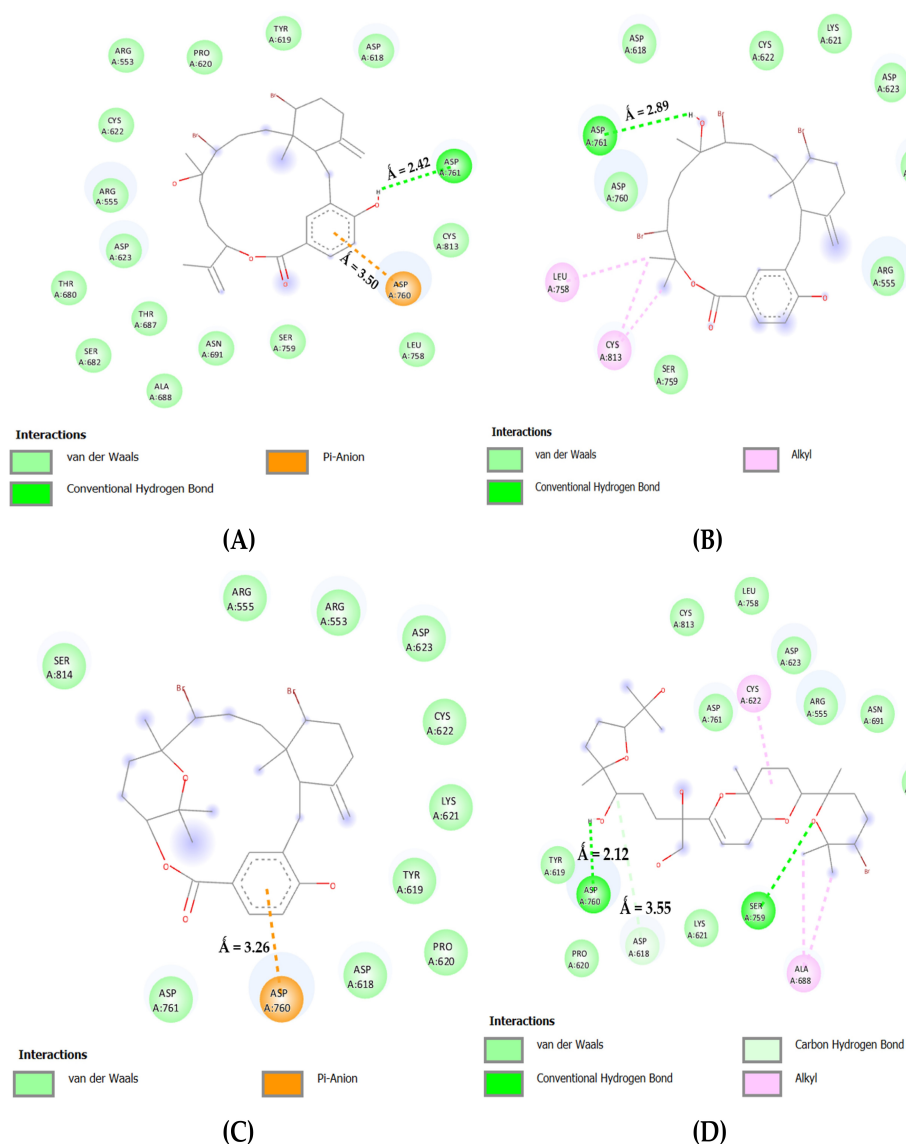 TYR
A:619
ARG
A:553
PRO
A:620
ASP
A:618
Br
Br
CYS
A:622
O
H
O
Å = 2.42
ASP
A:761
ARG
A:555
ASP
A:623
O
O
Å = 3.50
CYS
A:813
ASP
A:760
THR
A:680
THR
A:687
SER
A:682
ASN
A:691
SER
A:759
LEU
A:758
ALA
A:688
Interactions
van der Waals
Pi-Anion
Conventional Hydrogen Bond
(A)
ASP
A:618
CYS
A:622
LYS
A:621
ASP
A:623
Å = 2.89
ASP
A:761
H
O
Br
Br
ASP
A:760
Br
LEU
A:758
ARG
A:555
O
O
O
CYS
A:813
SER
A:759
Interactions
van der Waals
Alkyl
Conventional Hydrogen Bond
(B)
ARG
A:555
ARG
A:553
ASP
A:623
SER
A:814
Br
Br
CYS
A:622
O
LYS
A:621
O
O
O
TYR
A:619
Å = 3.26
PRO
A:620
ASP
A:618
ASP
A:761
ASP
A:760
Interactions
van der Waals
Pi-Anion
(C)
LEU
A:758
CYS
A:813
ASP
A:623
CYS
A:622
ASP
A:761
ARG
A:555
ASN
A:691
O
O
O
O
H
O
O
O
O
Br
Å = 2.12
TYR
A:619
ASP
A:760
Å = 3.55
SER
A:759
LYS
A:621
ASP
A:618
PRO
A:620
ALA
A:688
Interactions
van der Waals
Carbon Hydrogen Bond
Conventional Hydrogen Bond
Alkyl
(D)